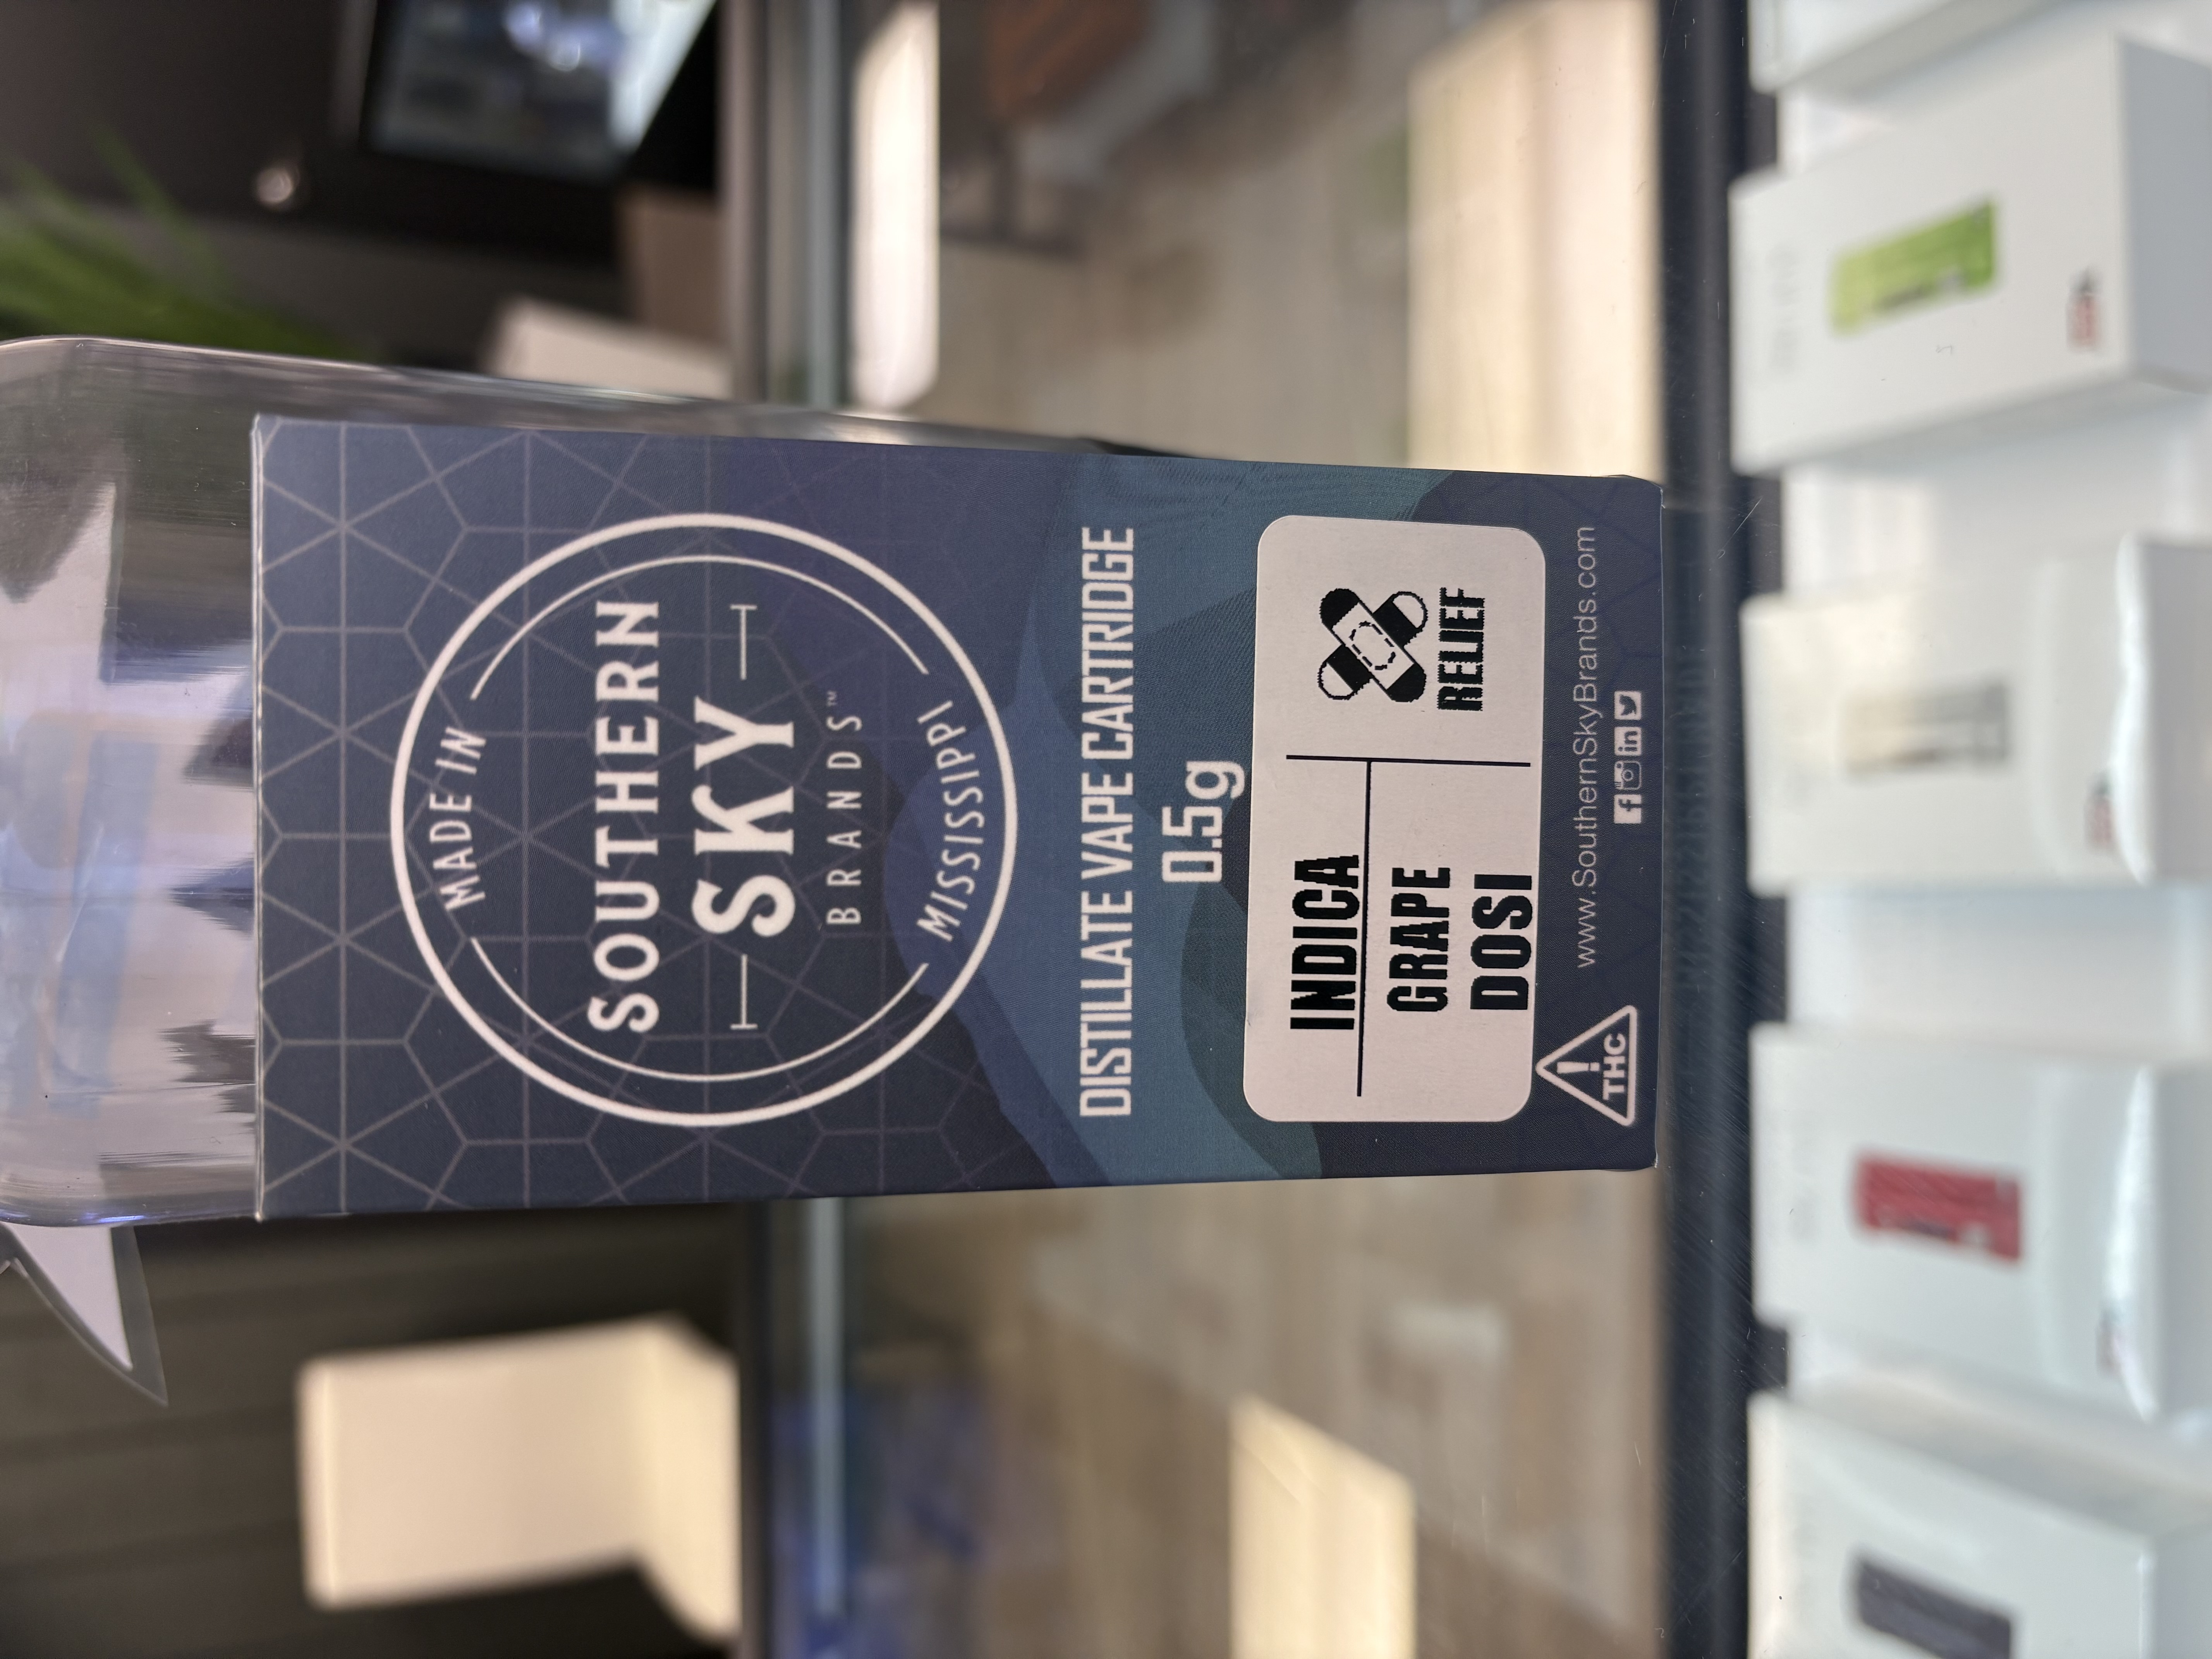 MADE IN
SOUTHERN
SKY
BRANDS™
MISSISSIPPI
DISTILLATE VAPE CARTRIDGE
0.5g
INDICA
GRAPE
DOSI
RELIEF
www.SouthernSkyBrands.com
THC